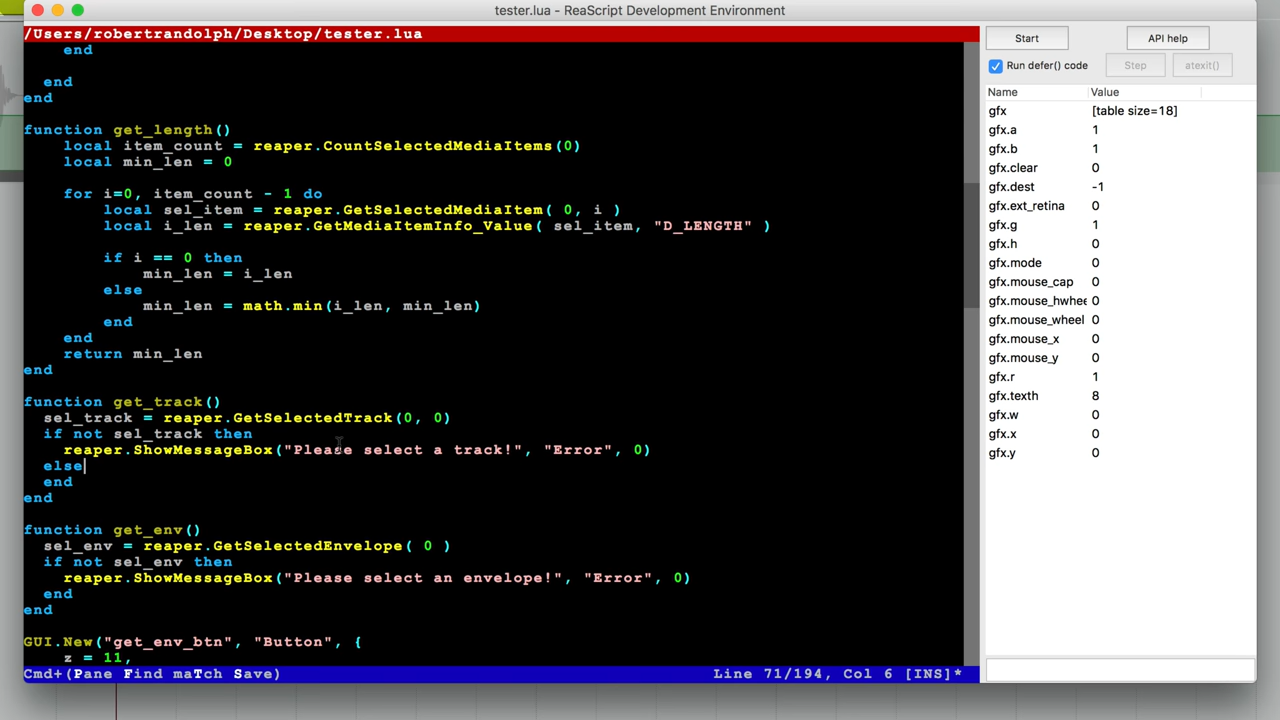 tester.lua - ReaScript Development Environment
/Users/robertrandolph/Desktop/tester.lua
end
end
end
function get_length()
local item_count = reaper.CountSelectedMediaItems(0)
local min_len = 0
for i=0, item_count - 1 do
local sel_item = reaper.GetSelectedMediaItem( 0, i )
local i_len = reaper.GetMediaItemInfo_Value( sel_item, "D_LENGTH" )
if i == 0 then
min_len = i_len
else
min_len = math.min(i_len, min_len)
end
end
return min_len
end
function get_track()
sel_track = reaper.GetSelectedTrack(0, 0)
if not sel_track then
reaper.ShowMessageBox("Please select a track!", "Error", 0)
else
end
end
function get_env()
sel_env = reaper.GetSelectedEnvelope( 0 )
if not sel_env then
reaper.ShowMessageBox("Please select an envelope!", "Error", 0)
end
end
GUI.New("get_env_btn", "Button", {
z = 11,
Cmd+(Pane Find maTch Save) Line 71/194, Col 6 [INS]*
Start API help
Run defer() code Step atexit()
Name Value
gfx [table size=18]
gfx.a 1
gfx.b 1
gfx.clear 0
gfx.dest -1
gfx.ext_retina 0
gfx.g 1
gfx.h 0
gfx.mode 0
gfx.mouse_cap 0
gfx.mouse_hwhee 0
gfx.mouse_wheel 0
gfx.mouse_x 0
gfx.mouse_y 0
gfx.r 1
gfx.texth 8
gfx.w 0
gfx.x 0
gfx.y 0